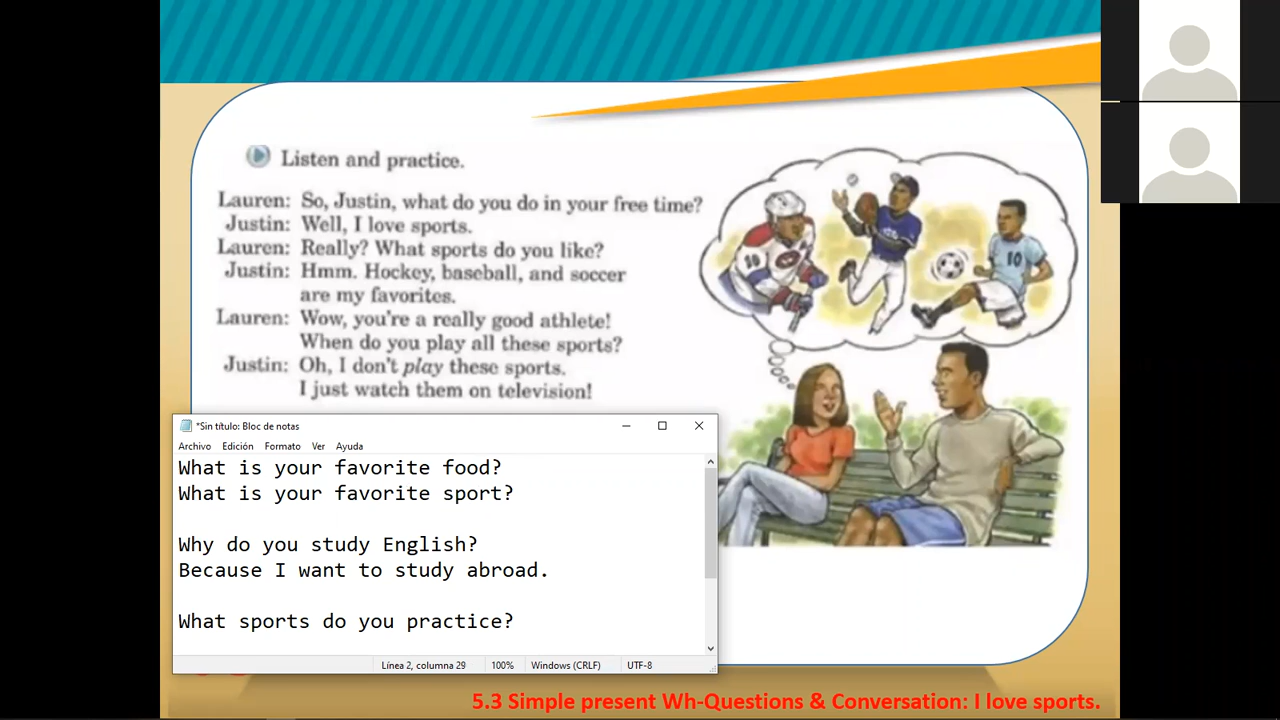 Listen and practice.
Lauren: So, Justin, what do you do in your free time?
Justin: Well, I love sports.
Lauren: Really? What sports do you like?
Justin: Hmm. Hockey, baseball, and soccer
are my favorites.
Lauren: Wow, you're a really good athlete!
When do you play all these sports?
Justin: Oh, I don't play these sports.
I just watch them on television!
10
10
*Sin título: Bloc de notas
Archivo Edición Formato Ver Ayuda
What is your favorite food?
What is your favorite sport?
Why do you study English?
Because I want to study abroad.
What sports do you practice?
Línea 2, columna 29 100% Windows (CRLF) UTF-8
5.3 Simple present Wh-Questions & Conversation: I love sports.